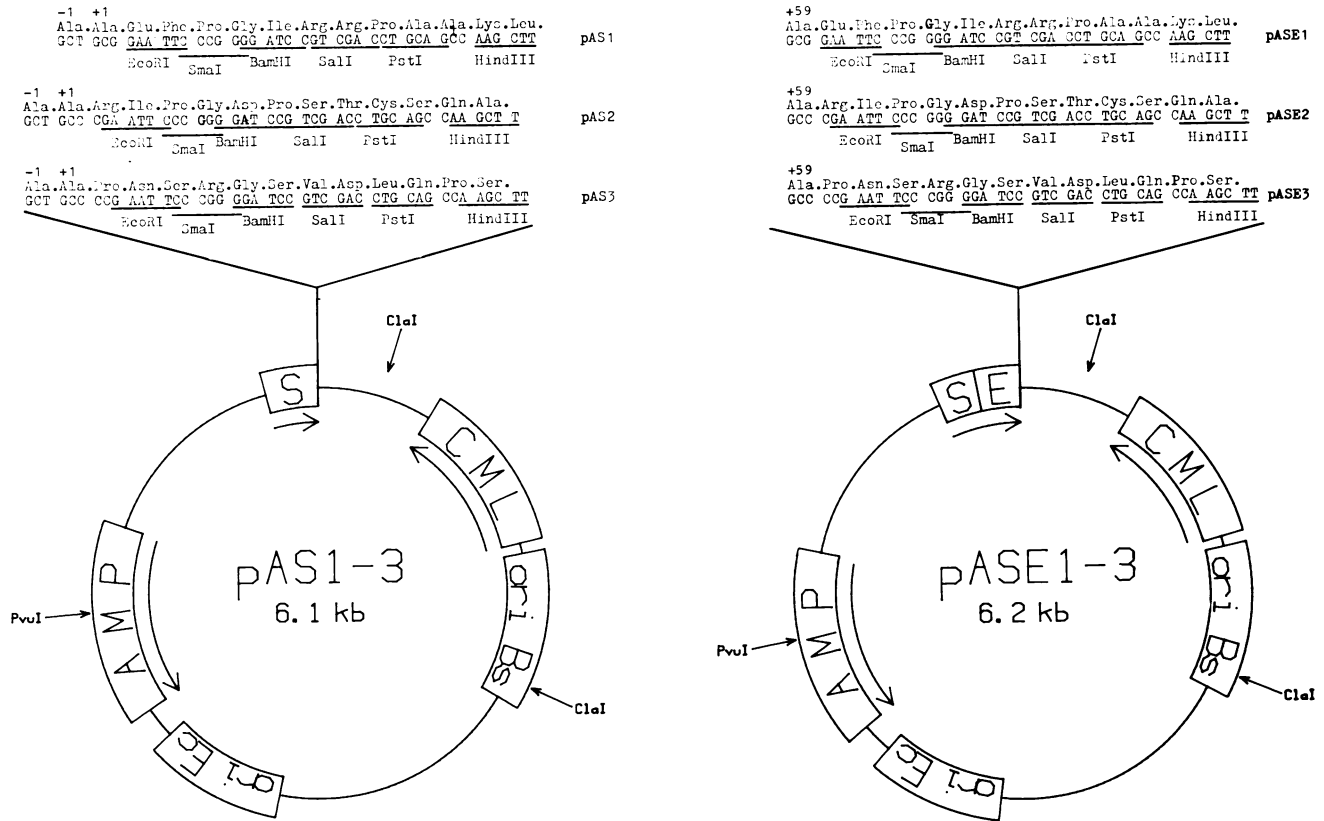 -1 +1
Ala.Ala.Glu.Phe.Pro.Gly.Ile.Arg.Arg.Pro.Ala.Ala.Lys.Leu.
GCT GCG GAA TTC CCG GGG ATC CGT CGA CCT GCA GCC AAG CTT pAS1
EcoRI SmaI BamHI SalI PstI HindIII
-1 +1
Ala.Ala.Arg.Ile.Pro.Gly.Asp.Pro.Ser.Thr.Cys.Ser.Gln.Ala.
GCT GCC CGA ATT CCC GGG GAT CCG TCG ACC TGC AGC CAA GCT T pAS2
EcoRI SmaI BamHI SalI PstI HindIII
-1 +1
Ala.Ala.Pro.Asn.Ser.Arg.Gly.Ser.Val.Asp.Leu.Gln.Pro.Ser.
GCT GCC CCG AAT TCC CGG GGA TCC GTC GAC CTG CAG CCA AGC TT pAS3
EcoRI SmaI BamHI SalI PstI HindIII
ClaI
S
CML
ori Bs
ClaI
pAS1-3
6.1 kb
AMP
PvuI
ori Ec
+59
Ala.Glu.Phe.Pro.Gly.Ile.Arg.Arg.Pro.Ala.Ala.Lys.Leu.
GCG GAA TTC CCG GGG ATC CGT CGA CCT GCA GCC AAG CTT pASE1
EcoRI SmaI BamHI SalI PstI HindIII
+59
Ala.Arg.Ile.Pro.Gly.Asp.Pro.Ser.Thr.Cys.Ser.Gln.Ala.
GCC CGA ATT CCC GGG GAT CCG TCG ACC TGC AGC CAA GCT T pASE2
EcoRI SmaI BamHI SalI PstI HindIII
+59
Ala.Pro.Asn.Ser.Arg.Gly.Ser.Val.Asp.Leu.Gln.Pro.Ser.
GCC CCG AAT TCC CGG GGA TCC GTC GAC CTG CAG CCA AGC TT pASE3
EcoRI SmaI BamHI SalI PstI HindIII
ClaI
SE
CML
ori Bs
ClaI
pASE1-3
6.2 kb
AMP
PvuI
ori Ec